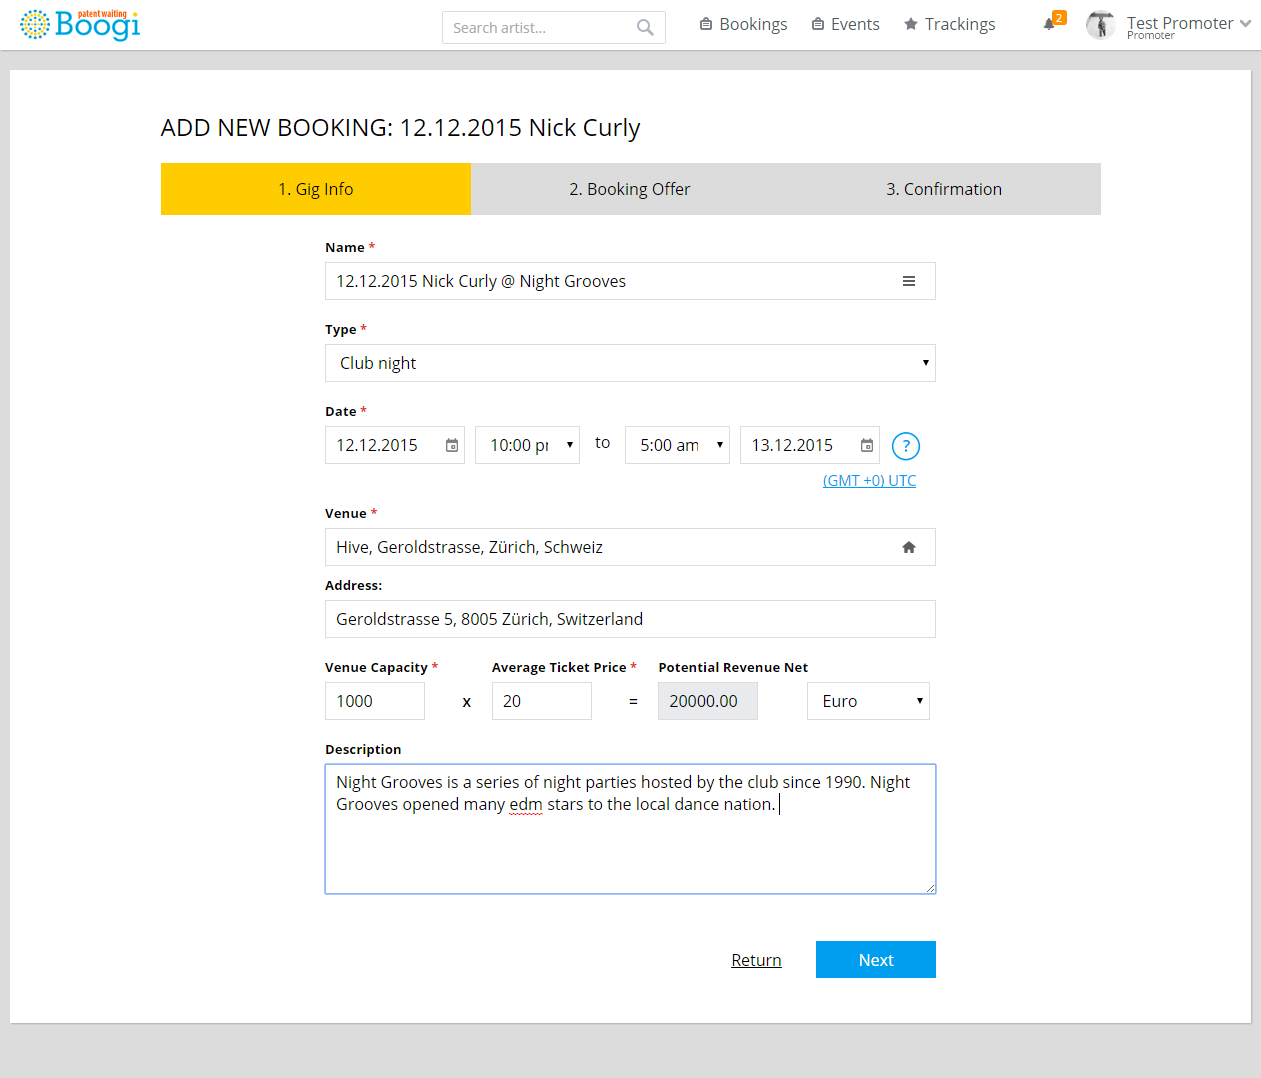 patent waiting
Boogi
Search artist...
Bookings
Events
Trackings
2
Test Promoter
Promoter
ADD NEW BOOKING: 12.12.2015 Nick Curly
1. Gig Info
2. Booking Offer
3. Confirmation
Name *
12.12.2015 Nick Curly @ Night Grooves
Type *
Club night
Date *
12.12.2015
10:00 pr
to
5:00 am
13.12.2015
?
(GMT +0) UTC
Venue *
Hive, Geroldstrasse, Zürich, Schweiz
Address:
Geroldstrasse 5, 8005 Zürich, Switzerland
Venue Capacity *
Average Ticket Price *
Potential Revenue Net
1000
x
20
=
20000.00
Euro
Description
Night Grooves is a series of night parties hosted by the club since 1990. Night
Grooves opened many edm stars to the local dance nation.
Return
Next